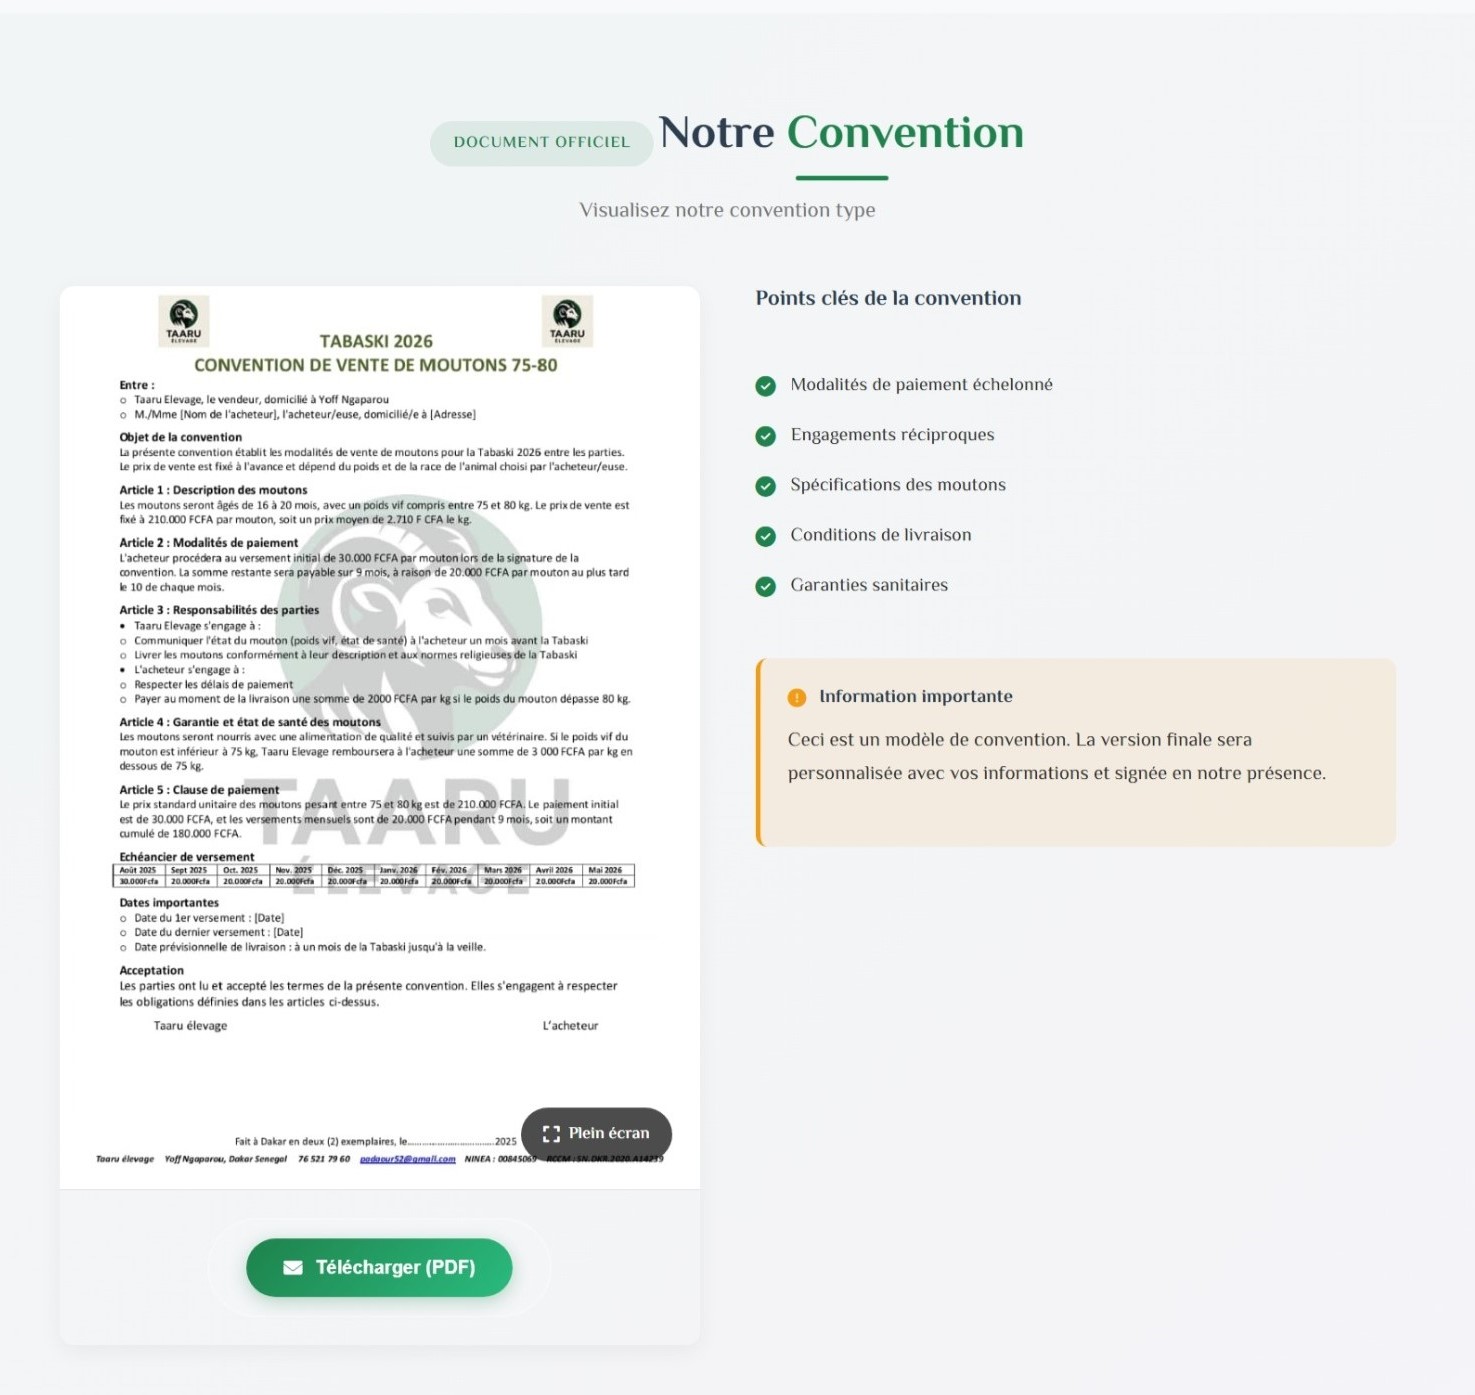 DOCUMENT OFFICIEL
Notre Convention
Visualisez notre convention type
TAARU
ÉLEVAGE
TAARU
ÉLEVAGE
TABASKI 2026
CONVENTION DE VENTE DE MOUTONS 75-80
Entre :
o Taaru Elevage, le vendeur, domicilié à Yoff Ngaparou
o M./Mme [Nom de l'acheteur], l'acheteur/euse, domicilié/e à [Adresse]
Objet de la convention
La présente convention établit les modalités de vente de moutons pour la Tabaski 2026 entre les parties.
Le prix de vente est fixé à l'avance et dépend du poids et de la race de l'animal choisi par l'acheteur/euse.
Article 1 : Description des moutons
Les moutons seront âgés de 16 à 20 mois, avec un poids vif compris entre 75 et 80 kg. Le prix de vente est
fixé à 210.000 FCFA par mouton, soit un prix moyen de 2.710 F CFA le kg.
Article 2 : Modalités de paiement
L'acheteur procédera au versement initial de 30.000 FCFA par mouton lors de la signature de la
convention. La somme restante sera payable sur 9 mois, à raison de 20.000 FCFA par mouton au plus tard
le 10 de chaque mois.
Article 3 : Responsabilités des parties
• Taaru Elevage s'engage à :
o Communiquer l'état du mouton (poids vif, état de santé) à l'acheteur un mois avant la Tabaski
o Livrer les moutons conformément à leur description et aux normes religieuses de la Tabaski
• L'acheteur s'engage à :
o Respecter les délais de paiement
o Payer au moment de la livraison une somme de 2000 FCFA par kg si le poids du mouton dépasse 80 kg.
Article 4 : Garantie et état de santé des moutons
Les moutons seront nourris avec une alimentation de qualité et suivis par un vétérinaire. Si le poids vif du
mouton est inférieur à 75 kg, Taaru Elevage remboursera à l'acheteur une somme de 3 000 FCFA par kg en
dessous de 75 kg.
Article 5 : Clause de paiement
Le prix standard unitaire des moutons pesant entre 75 et 80 kg est de 210.000 FCFA. Le paiement initial
est de 30.000 FCFA, et les versements mensuels sont de 20.000 FCFA pendant 9 mois, soit un montant
cumulé de 180.000 FCFA.
TAARU
ÉLEVAGE
Echéancier de versement
Août 2025 Sept 2025 Oct. 2025 Nov. 2025 Déc. 2025 Janv. 2026 Fév. 2026 Mars 2026 Avril 2026 Mai 2026
30.000Fcfa 20.000Fcfa 20.000Fcfa 20.000Fcfa 20.000Fcfa 20.000Fcfa 20.000Fcfa 20.000Fcfa 20.000Fcfa 20.000Fcfa
Dates importantes
o Date du 1er versement : [Date]
o Date du dernier versement : [Date]
o Date prévisionnelle de livraison : à un mois de la Tabaski jusqu'à la veille.
Acceptation
Les parties ont lu et accepté les termes de la présente convention. Elles s'engagent à respecter
les obligations définies dans les articles ci-dessus.
Taaru élevage L'acheteur
Fait à Dakar en deux (2) exemplaires, le................................2025
Taaru élevage Yoff Ngaparou, Dakar Senegal 76 521 79 60 padaour52@gmail.com NINEA : 00845069 RCCM : SN.DKR.2020.A14239
Plein écran
Télécharger (PDF)
Points clés de la convention
Modalités de paiement échelonné
Engagements réciproques
Spécifications des moutons
Conditions de livraison
Garanties sanitaires
Information importante
Ceci est un modèle de convention. La version finale sera
personnalisée avec vos informations et signée en notre présence.